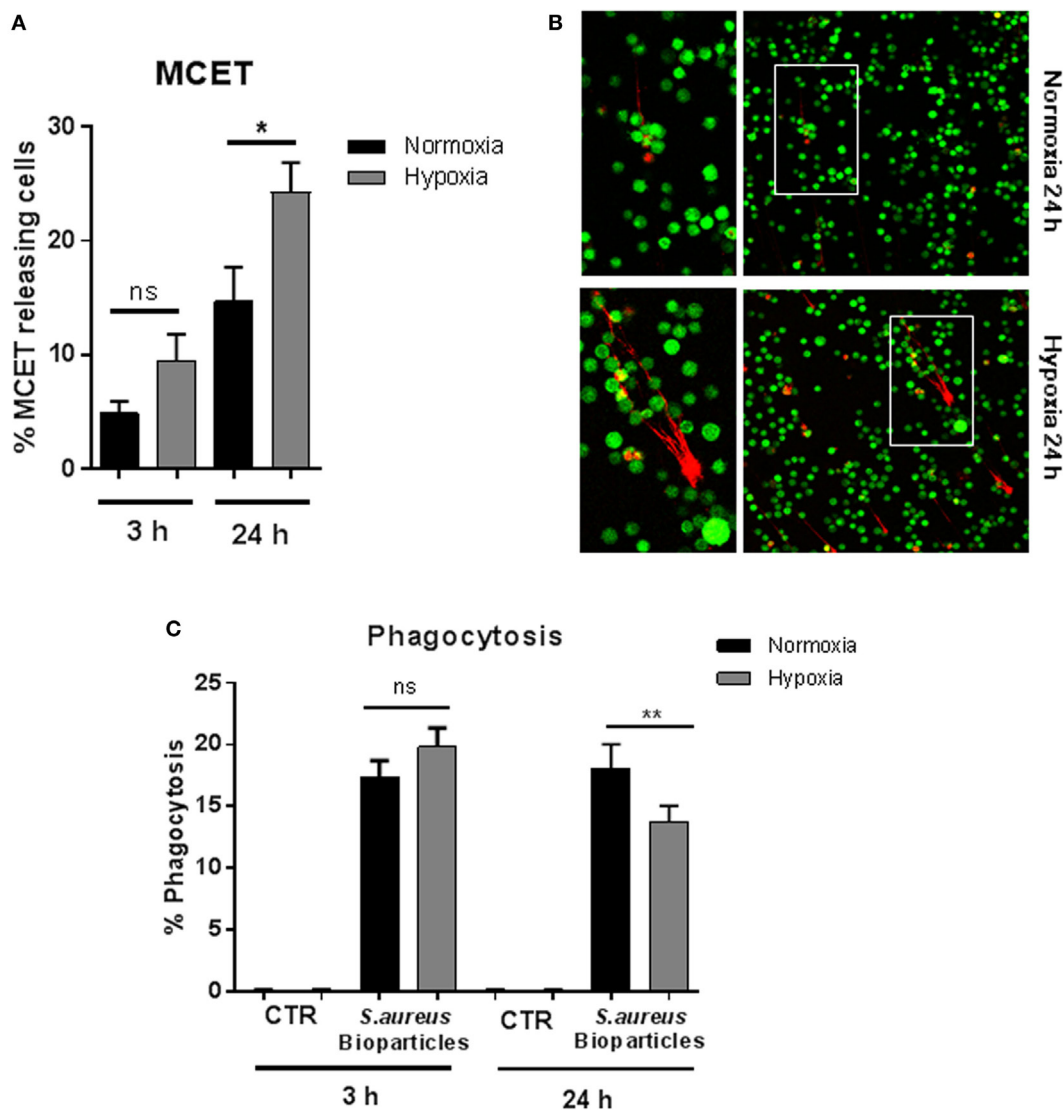 A
MCET
% MCET releasing cells
30
20
10
0
ns
*
Normoxia
Hypoxia
3 h
24 h
B
Normoxia 24 h
Hypoxia 24 h
C
Phagocytosis
% Phagocytosis
25
20
15
10
5
0
ns
**
Normoxia
Hypoxia
CTR
S.aureus
Bioparticles
CTR
S.aureus
Bioparticles
3 h
24 h